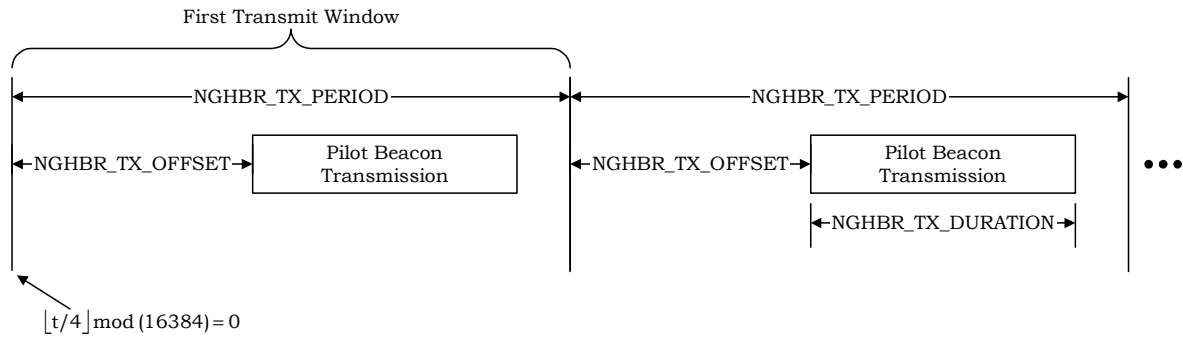 First Transmit Window
NGHBR_TX_PERIOD
NGHBR_TX_PERIOD
NGHBR_TX_OFFSET
Pilot Beacon
Transmission
NGHBR_TX_OFFSET
Pilot Beacon
Transmission
NGHBR_TX_DURATION
⌊t/4⌋ mod (16384) = 0